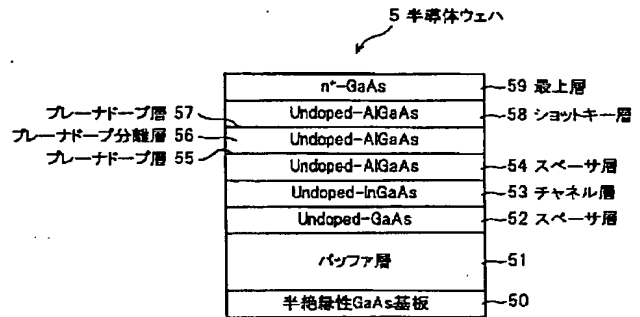 5 半導体ウェハ
n⁺-GaAs
59 最上層
プレーナドープ層 57
Undoped-AlGaAs
58 ショットキー層
プレーナドープ分離層 56
Undoped-AlGaAs
プレーナドープ層 55
Undoped-AlGaAs
54 スペーサ層
Undoped-InGaAs
53 チャネル層
Undoped-GaAs
52 スペーサ層
バッファ層
51
半絶縁性GaAs基板
50